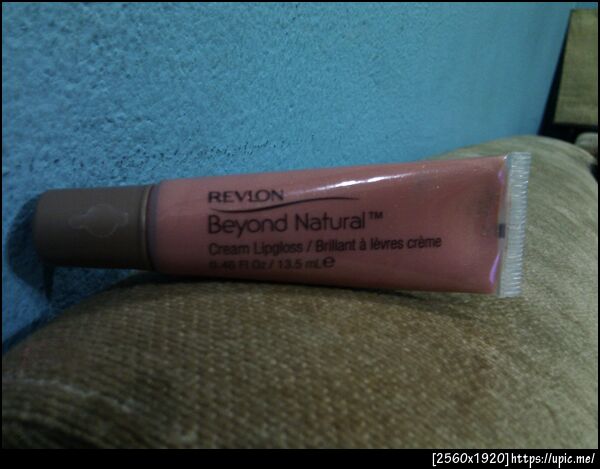 REVLON
Beyond Natural™
Cream Lipgloss / Brillant à lèvres crème
0.46 Fl Oz / 13.5 mL℮
[2560x1920]https://upic.me/